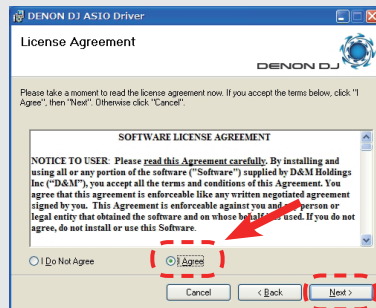 DENON DJ ASIO Driver
License Agreement
DENON DJ
Please take a moment to read the license agreement now. If you accept the terms below, click "I
Agree", then "Next". Otherwise click "Cancel".
SOFTWARE LICENSE AGREEMENT
NOTICE TO USER: Please read this Agreement carefully. By installing and
using all or any portion of the software ("Software") supplied by D&M Holdings
Inc ("D&M"), you accept all the terms and conditions of this Agreement. You
agree that this agreement is enforceable like any written negotiated agreement
signed by you. This Agreement is enforceable against you and any person or
legal entity that obtained the software and on whose behalf used. If you do not
agree, do not install or use this Software.
I Do Not Agree
I Agree
Cancel
< Back
Next >